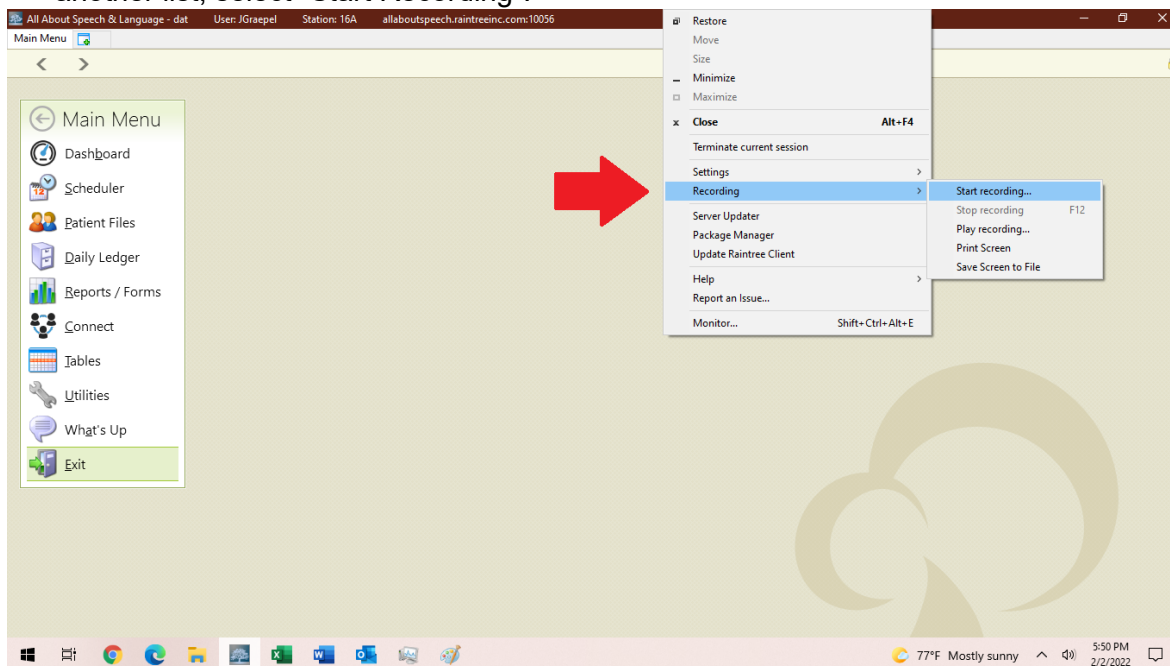 another list, select "Start Recording".
All About Speech & Language - dat User: JGraepel Station: 16A allaboutspeech.raintreeinc.com:10056
Main Menu
Main Menu
Dashboard
Scheduler
Patient Files
Daily Ledger
Reports / Forms
Connect
Tables
Utilities
What's Up
Exit
Restore
Move
Size
Minimize
Maximize
x Close Alt+F4
Terminate current session
Settings >
Recording >
Server Updater
Package Manager
Update Raintree Client
Help >
Report an Issue...
Monitor... Shift+Ctrl+Alt+E
Start recording...
Stop recording F12
Play recording...
Print Screen
Save Screen to File
77°F Mostly sunny
5:50 PM
2/2/2022